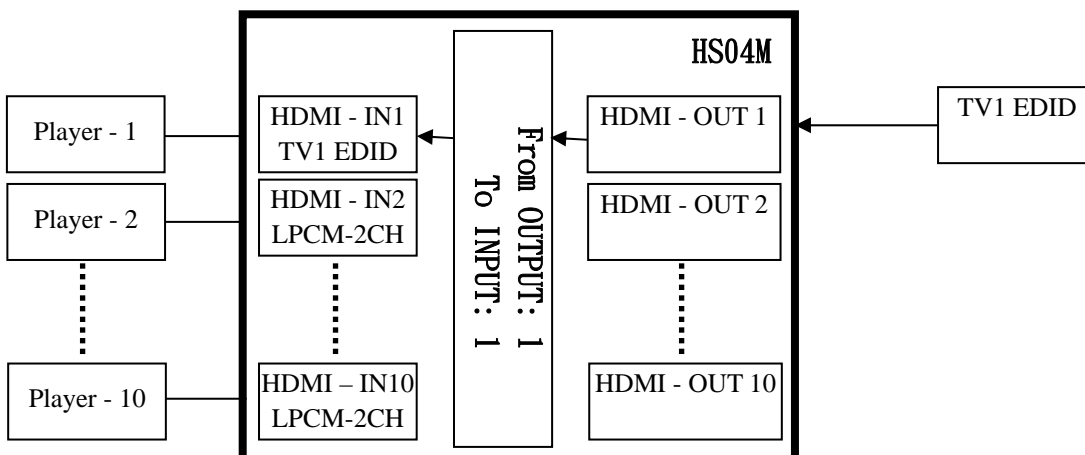 HS04M
Player - 1
HDMI - IN1
TV1 EDID
From OUTPUT: 1
To INPUT: 1
HDMI - OUT 1
TV1 EDID
Player - 2
HDMI - IN2
LPCM-2CH
HDMI - OUT 2
Player - 10
HDMI – IN10
LPCM-2CH
HDMI - OUT 10